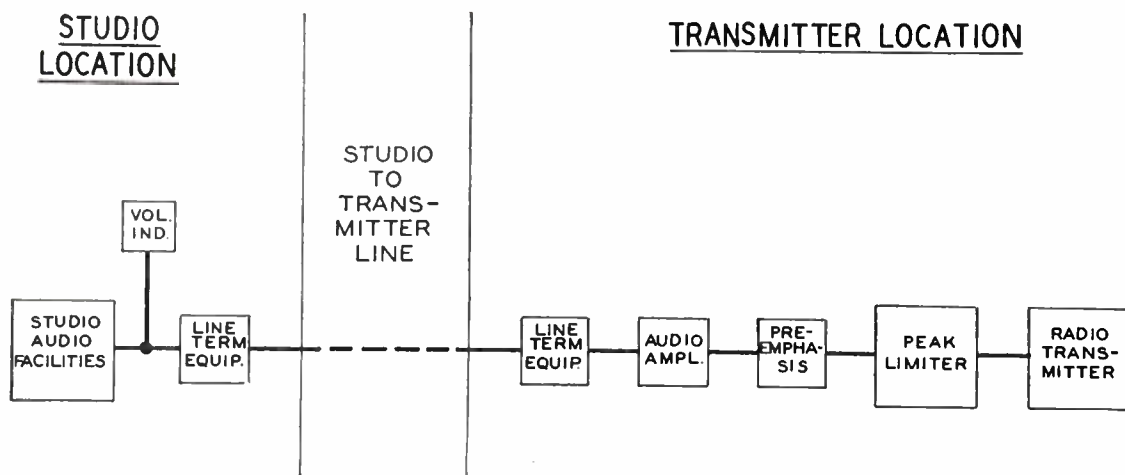 STUDIO
LOCATION
TRANSMITTER LOCATION
STUDIO
TO
TRANS-
MITTER
LINE
VOL.
IND.
STUDIO
AUDIO
FACILITIES
LINE
TERM
EQUIP.
LINE
TERM
EQUIP.
AUDIO
AMPL.
PRE-
EMPHA-
SIS
PEAK
LIMITER
RADIO
TRANS-
MITTER